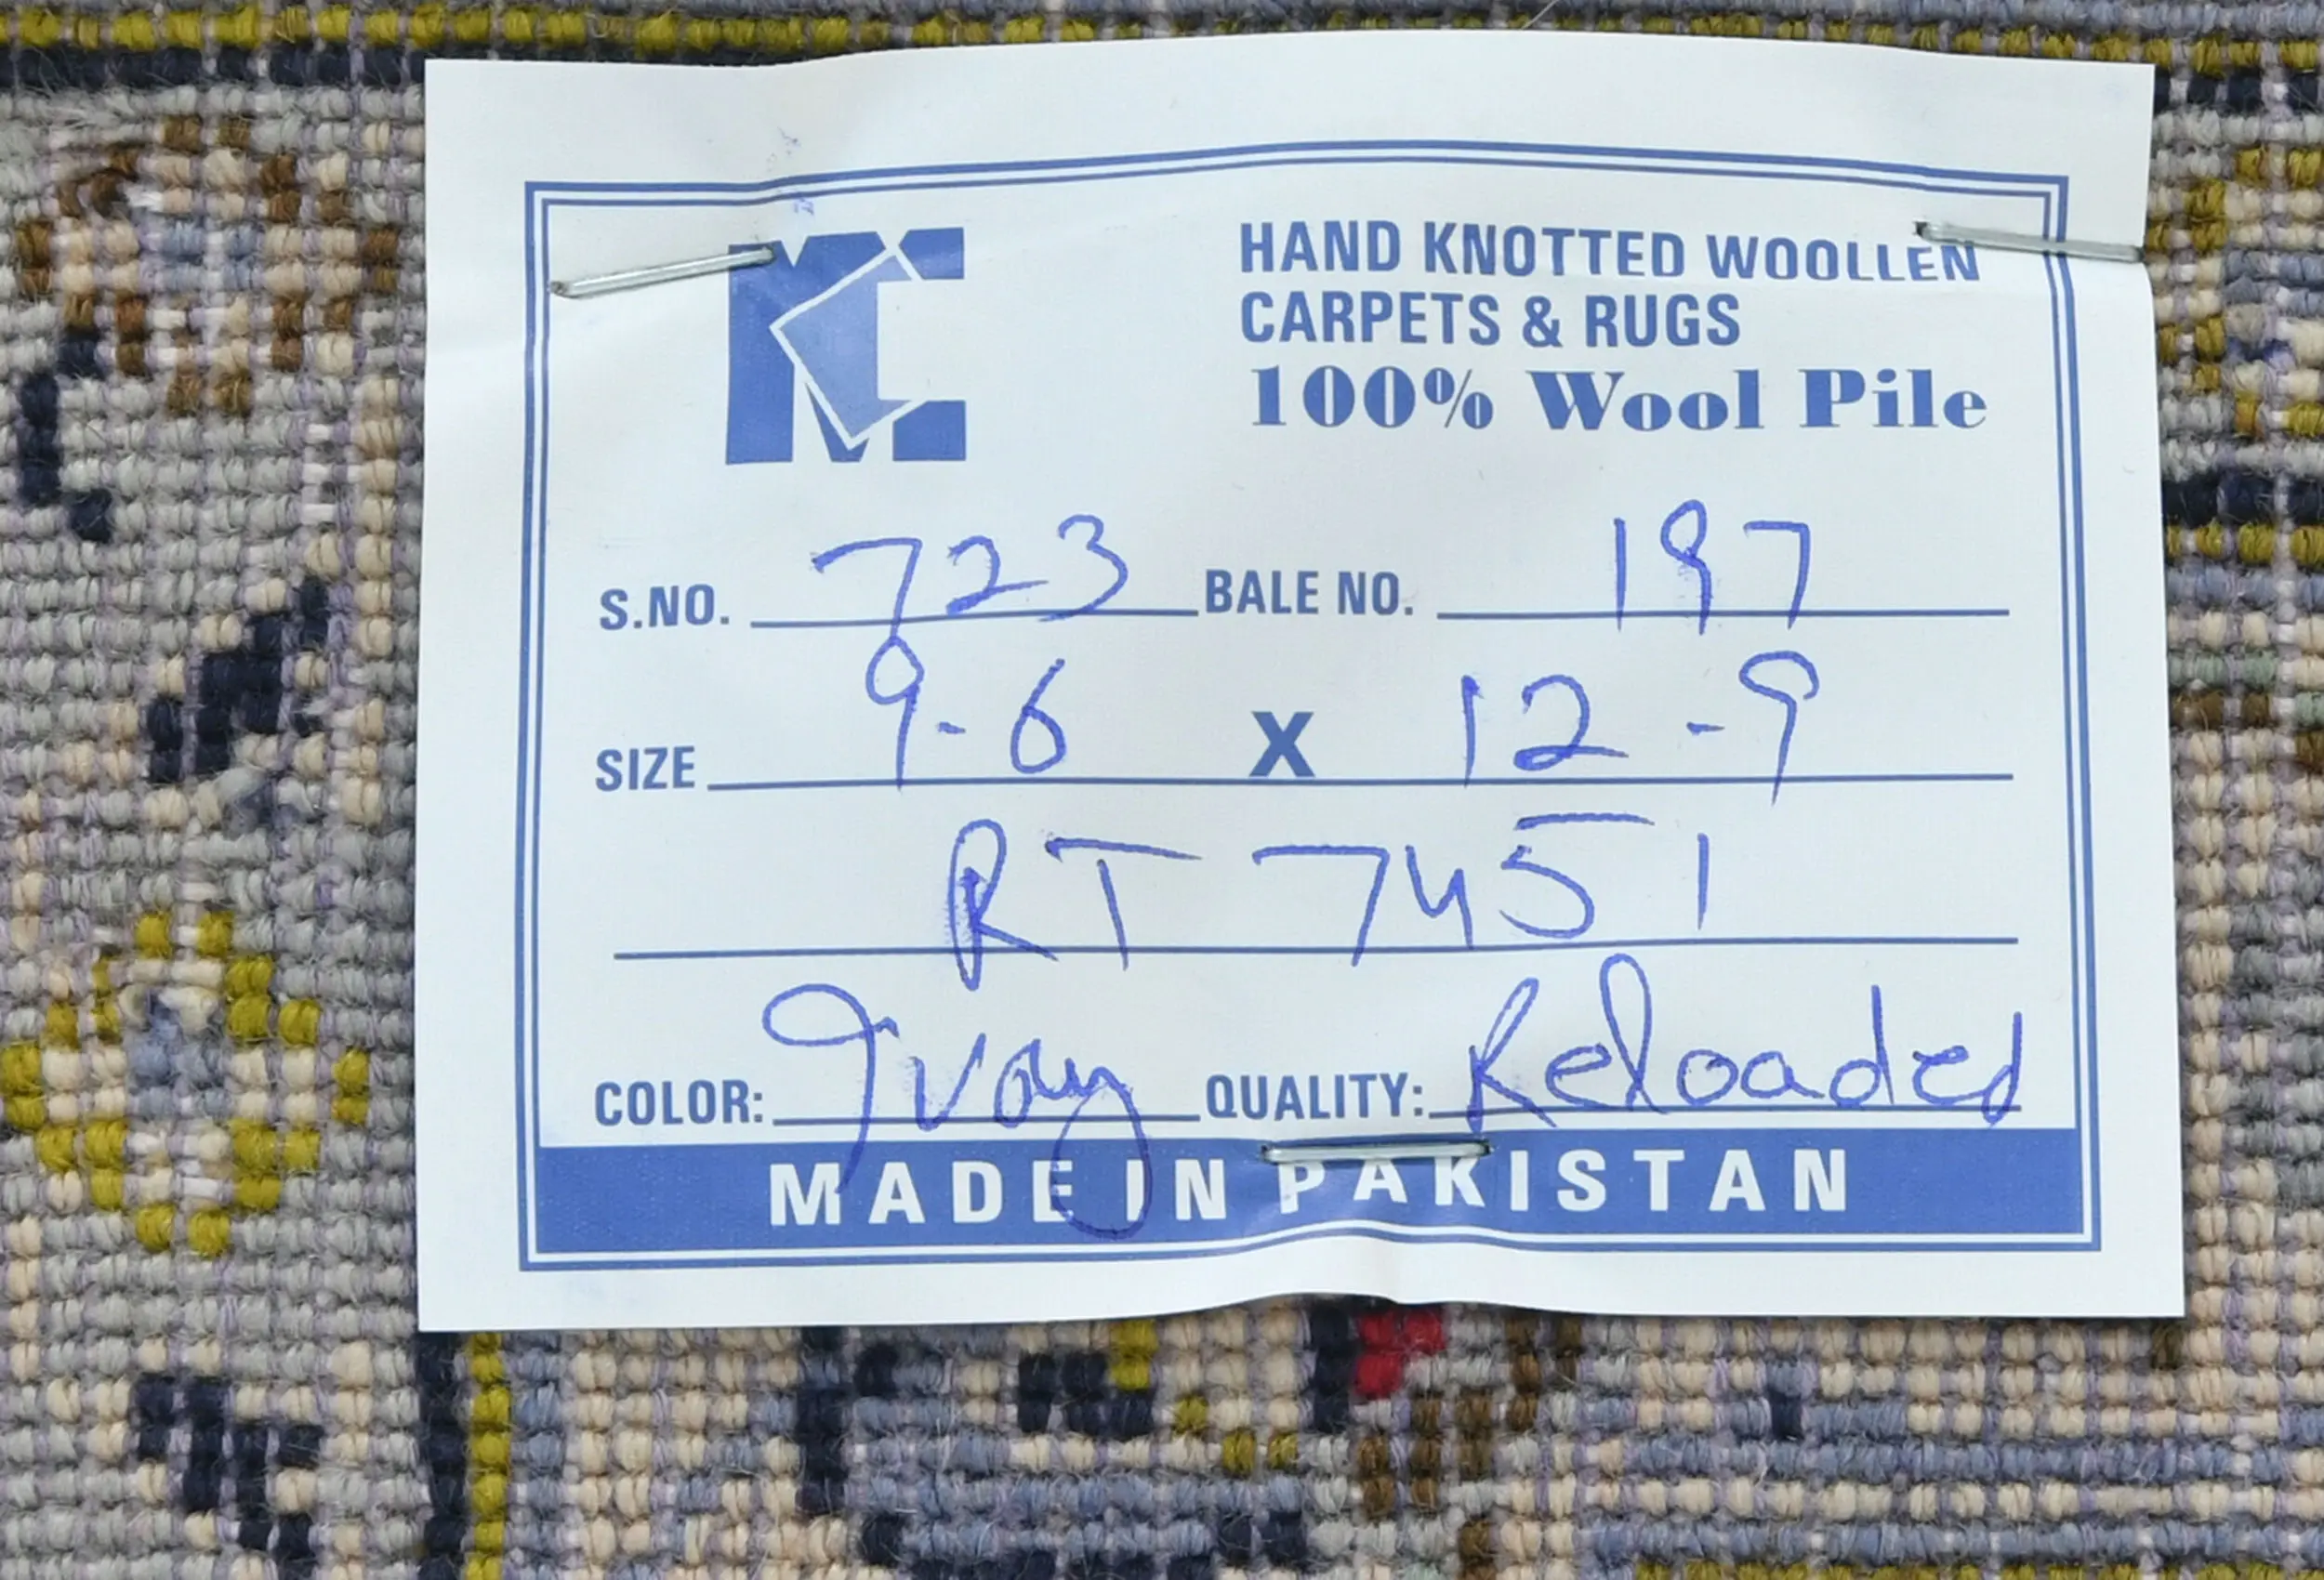 MC HAND KNOTTED WOOLLEN
CARPETS & RUGS
100% Wool Pile
S.NO. 723 BALE NO. 197
SIZE 9-6 X 12-9
RT 7451
COLOR: Ivory QUALITY: Reloaded
MADE IN PAKISTAN